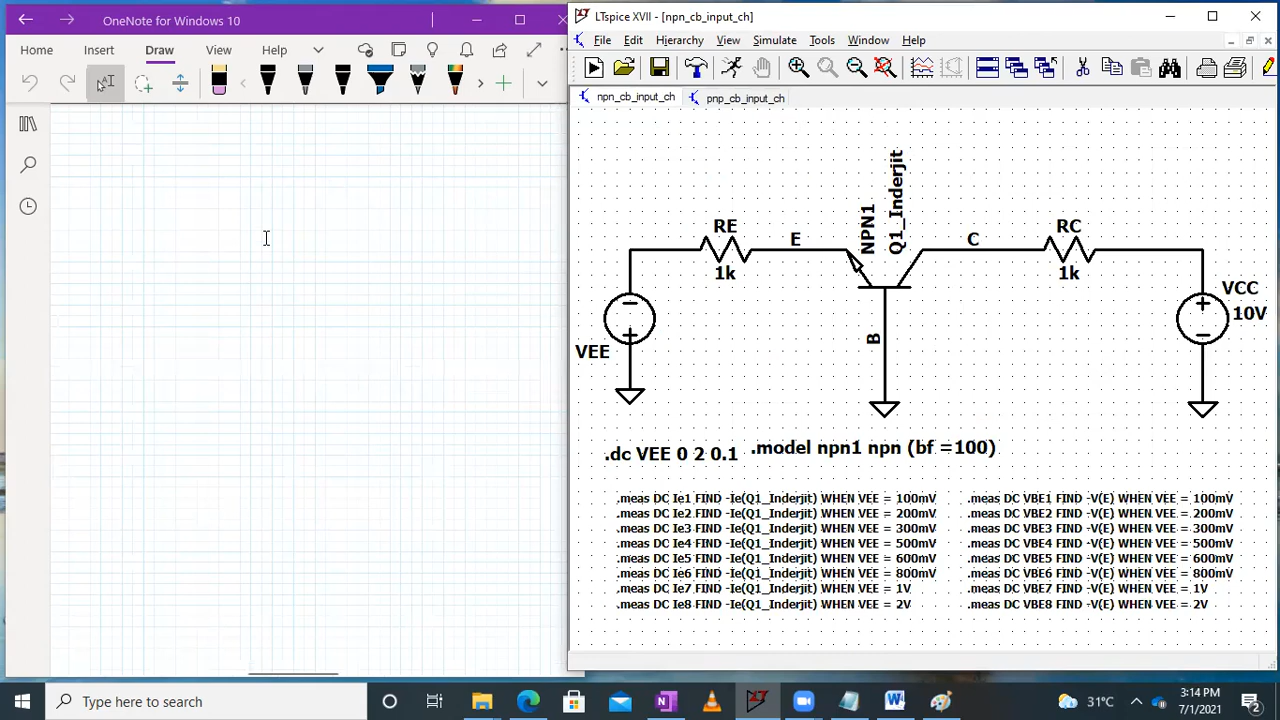 OneNote for Windows 10
Home Insert Draw View Help
LTspice XVII - [npn_cb_input_ch]
File Edit Hierarchy View Simulate Tools Window Help
npn_cb_input_ch pnp_cb_input_ch
RE
1k
E
NPN1
Q1_Inderjit
C
RC
1k
VEE
B
VCC
10V
.dc VEE 0 2 0.1
.model npn1 npn (bf =100)
.meas DC Ie1 FIND -Ie(Q1_Inderjit) WHEN VEE = 100mV
.meas DC Ie2 FIND -Ie(Q1_Inderjit) WHEN VEE = 200mV
.meas DC Ie3 FIND -Ie(Q1_Inderjit) WHEN VEE = 300mV
.meas DC Ie4 FIND -Ie(Q1_Inderjit) WHEN VEE = 500mV
.meas DC Ie5 FIND -Ie(Q1_Inderjit) WHEN VEE = 600mV
.meas DC Ie6 FIND -Ie(Q1_Inderjit) WHEN VEE = 800mV
.meas DC Ie7 FIND -Ie(Q1_Inderjit) WHEN VEE = 1V
.meas DC Ie8 FIND -Ie(Q1_Inderjit) WHEN VEE = 2V
.meas DC VBE1 FIND -V(E) WHEN VEE = 100mV
.meas DC VBE2 FIND -V(E) WHEN VEE = 200mV
.meas DC VBE3 FIND -V(E) WHEN VEE = 300mV
.meas DC VBE4 FIND -V(E) WHEN VEE = 500mV
.meas DC VBE5 FIND -V(E) WHEN VEE = 600mV
.meas DC VBE6 FIND -V(E) WHEN VEE = 800mV
.meas DC VBE7 FIND -V(E) WHEN VEE = 1V
.meas DC VBE8 FIND -V(E) WHEN VEE = 2V
Type here to search
31°C
3:14 PM
7/1/2021
2